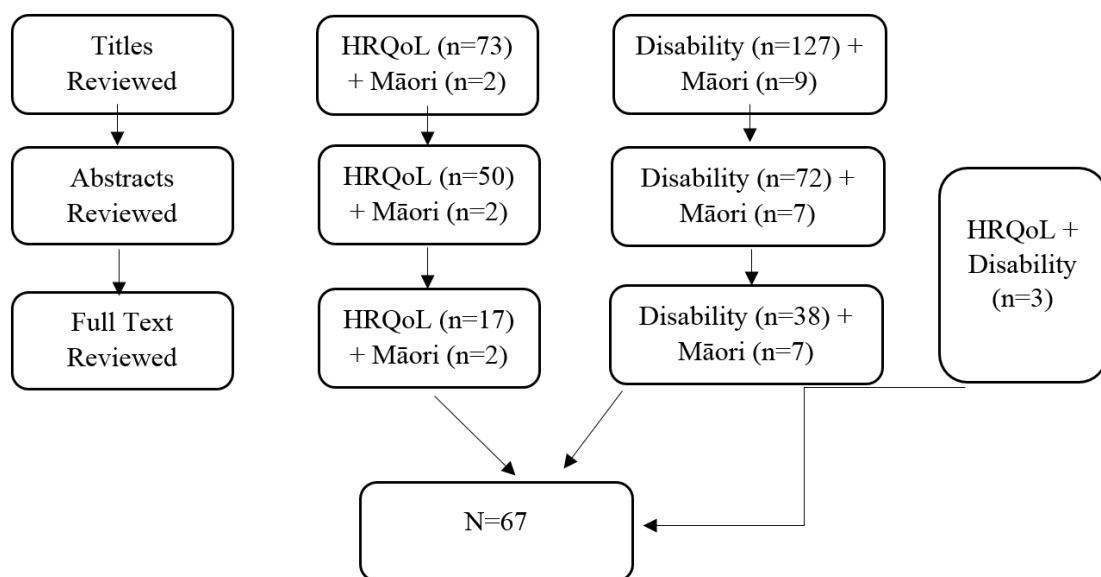 Titles
Reviewed
HRQoL (n=73)
+ Māori (n=2)
Disability (n=127) +
Māori (n=9)
Abstracts
Reviewed
HRQoL (n=50)
+ Māori (n=2)
Disability (n=72) +
Māori (n=7)
HRQoL +
Disability
(n=3)
Full Text
Reviewed
HRQoL (n=17)
+ Māori (n=2)
Disability (n=38) +
Māori (n=7)
N=67